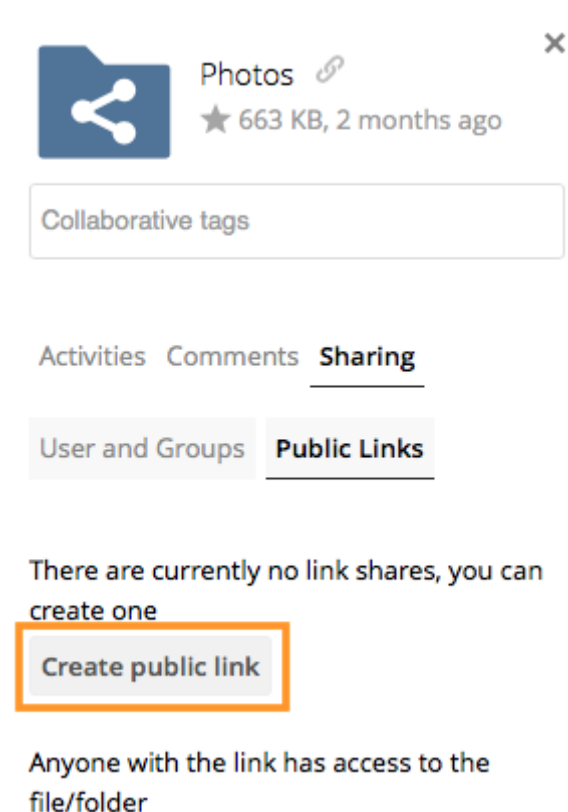 Photos
663 KB, 2 months ago
Collaborative tags
Activities Comments Sharing
User and Groups Public Links
There are currently no link shares, you can
create one
Create public link
Anyone with the link has access to the
file/folder